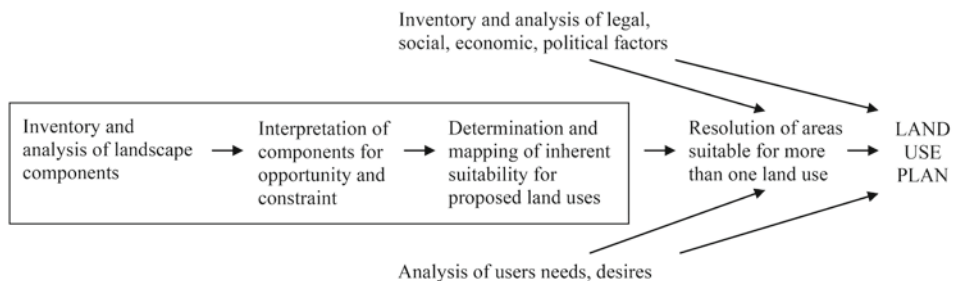 Inventory and analysis of legal,
social, economic, political factors
Inventory and
analysis of landscape
components
Interpretation of
components for
opportunity and
constraint
Determination and
mapping of inherent
suitability for
proposed land uses
Resolution of areas
suitable for more
than one land use
LAND
USE
PLAN
Analysis of users needs, desires